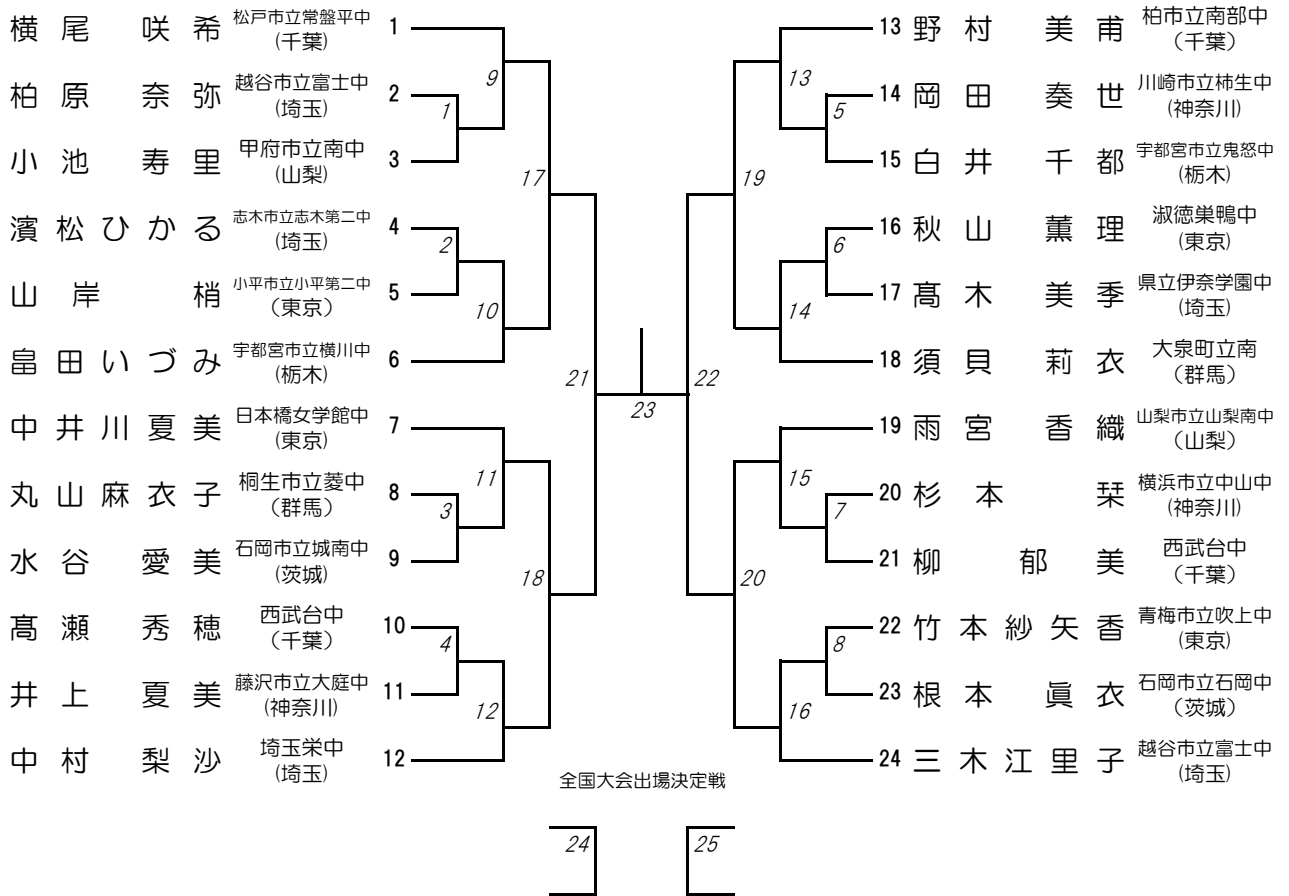 横尾 咲希 松戸市立常盤平中 (千葉) 1
柏原 奈弥 越谷市立富士中 (埼玉) 2
小池 寿里 甲府市立南中 (山梨) 3
濱松ひかる 志木市立志木第二中 (埼玉) 4
山岸 梢 小平市立小平第二中 (東京) 5
畠田いづみ 宇都宮市立横川中 (栃木) 6
中井川夏美 日本橋女学館中 (東京) 7
丸山麻衣子 桐生市立菱中 (群馬) 8
水谷 愛美 石岡市立城南中 (茨城) 9
髙瀬 秀穂 西武台中 (千葉) 10
井上 夏美 藤沢市立大庭中 (神奈川) 11
中村 梨沙 埼玉栄中 (埼玉) 12
9
1
17
2
10
21
11
3
18
4
12
23
22
13
5
19
6
14
15
7
20
8
16
13 野村 美甫 柏市立南部中 (千葉)
14 岡田 奏世 川崎市立柿生中 (神奈川)
15 白井 千都 宇都宮市立鬼怒中 (栃木)
16 秋山 薫理 淑徳巣鴨中 (東京)
17 髙木 美季 県立伊奈学園中 (埼玉)
18 須貝 莉衣 大泉町立南 (群馬)
19 雨宮 香織 山梨市立山梨南中 (山梨)
20 杉本 栞 横浜市立中山中 (神奈川)
21 柳 郁美 西武台中 (千葉)
22 竹本紗矢香 青梅市立吹上中 (東京)
23 根本 眞衣 石岡市立石岡中 (茨城)
24 三木江里子 越谷市立富士中 (埼玉)
全国大会出場決定戦
24
25